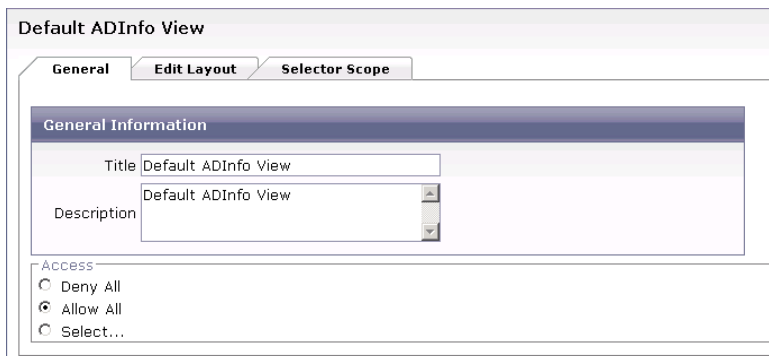 Default ADInfo View
General Edit Layout Selector Scope
General Information
Title Default ADInfo View
Default ADInfo View
Description
Access
Deny All
Allow All
Select...